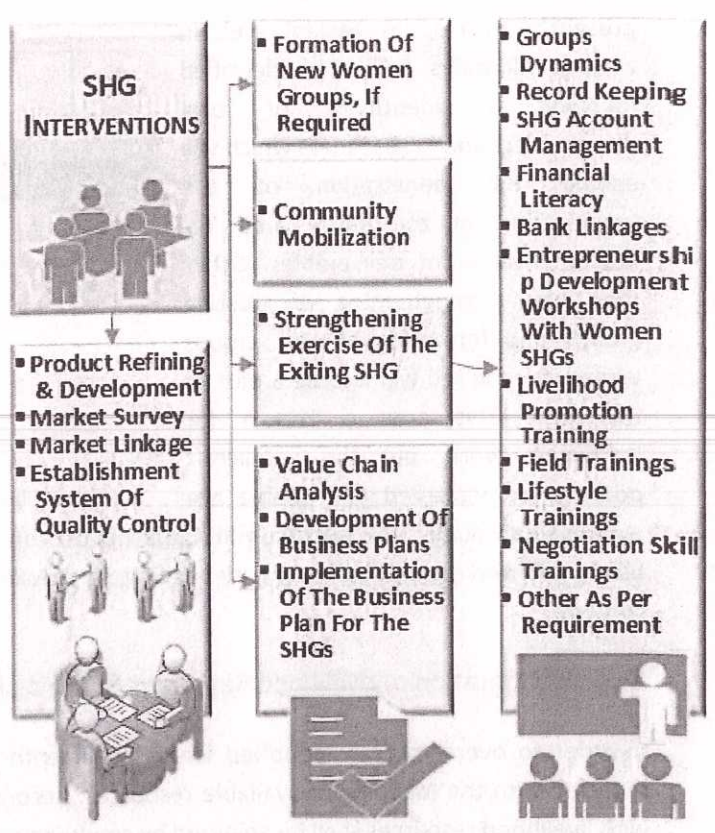 SHG
INTERVENTIONS
▪ Product Refining
& Development
▪ Market Survey
▪ Market Linkage
▪ Establishment
System Of
Quality Control
▪ Formation Of
New Women
Groups, If
Required
▪ Community
Mobilization
▪ Strengthening
Exercise Of The
Exiting SHG
▪ Value Chain
Analysis
▪ Development Of
Business Plans
▪ Implementation
Of The Business
Plan For The
SHGs
▪ Groups
Dynamics
▪ Record Keeping
▪ SHG Account
Management
▪ Financial
Literacy
▪ Bank Linkages
▪ Entrepreneurshi
p Development
Workshops
With Women
SHGs
▪ Livelihood
Promotion
Training
▪ Field Trainings
▪ Lifestyle
Trainings
▪ Negotiation Skill
Trainings
▪ Other As Per
Requirement